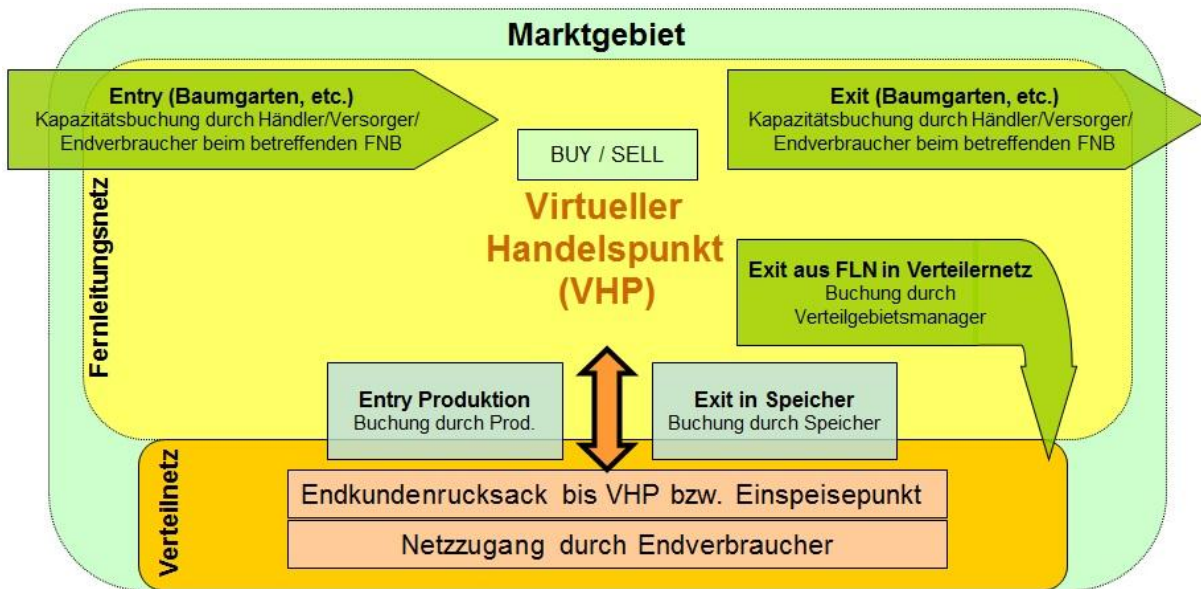 Marktgebiet
Entry (Baumgarten, etc.)
Kapazitätsbuchung durch Händler/Versorger/
Endverbraucher beim betreffenden FNB
Exit (Baumgarten, etc.)
Kapazitätsbuchung durch Händler/Versorger/
Endverbraucher beim betreffenden FNB
BUY / SELL
Fernleitungsnetz
Virtueller
Handelspunkt
(VHP)
Exit aus FLN in Verteilernetz
Buchung durch
Verteilgebietsmanager
Entry Produktion
Buchung durch Prod.
Exit in Speicher
Buchung durch Speicher
Verteilnetz
Endkundenrucksack bis VHP bzw. Einspeisepunkt
Netzzugang durch Endverbraucher